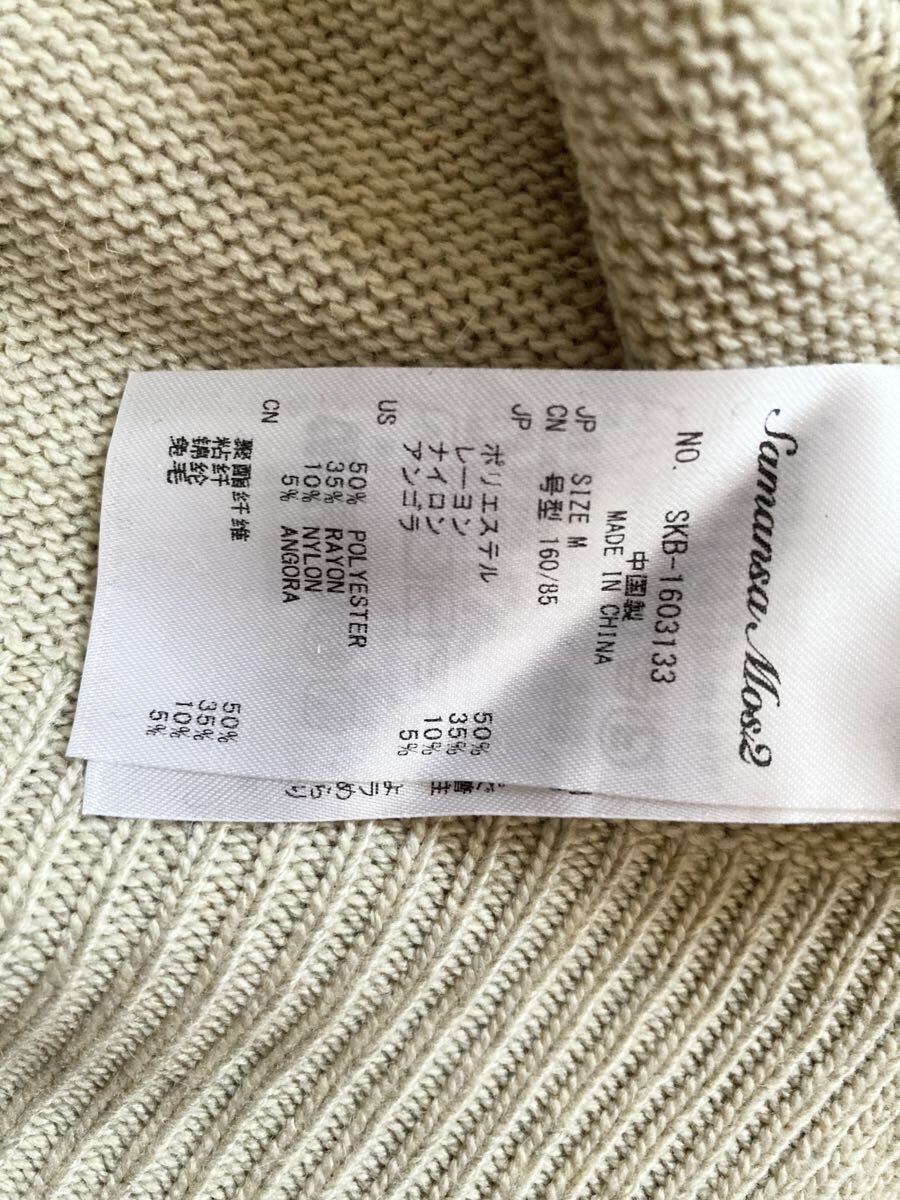 Samansa Mos2
NO. SKB-1603133
中国製
MADE IN CHINA
JP SIZE M
CN 号型 160/85
JP
ポリエステル 50%
レーヨン 35%
ナイロン 10%
アンゴラ 5%
US
50% POLYESTER
35% RAYON
10% NYLON
5% ANGORA
CN
聚酯纤维 50%
粘纤 35%
锦纶 10%
兔毛 5%